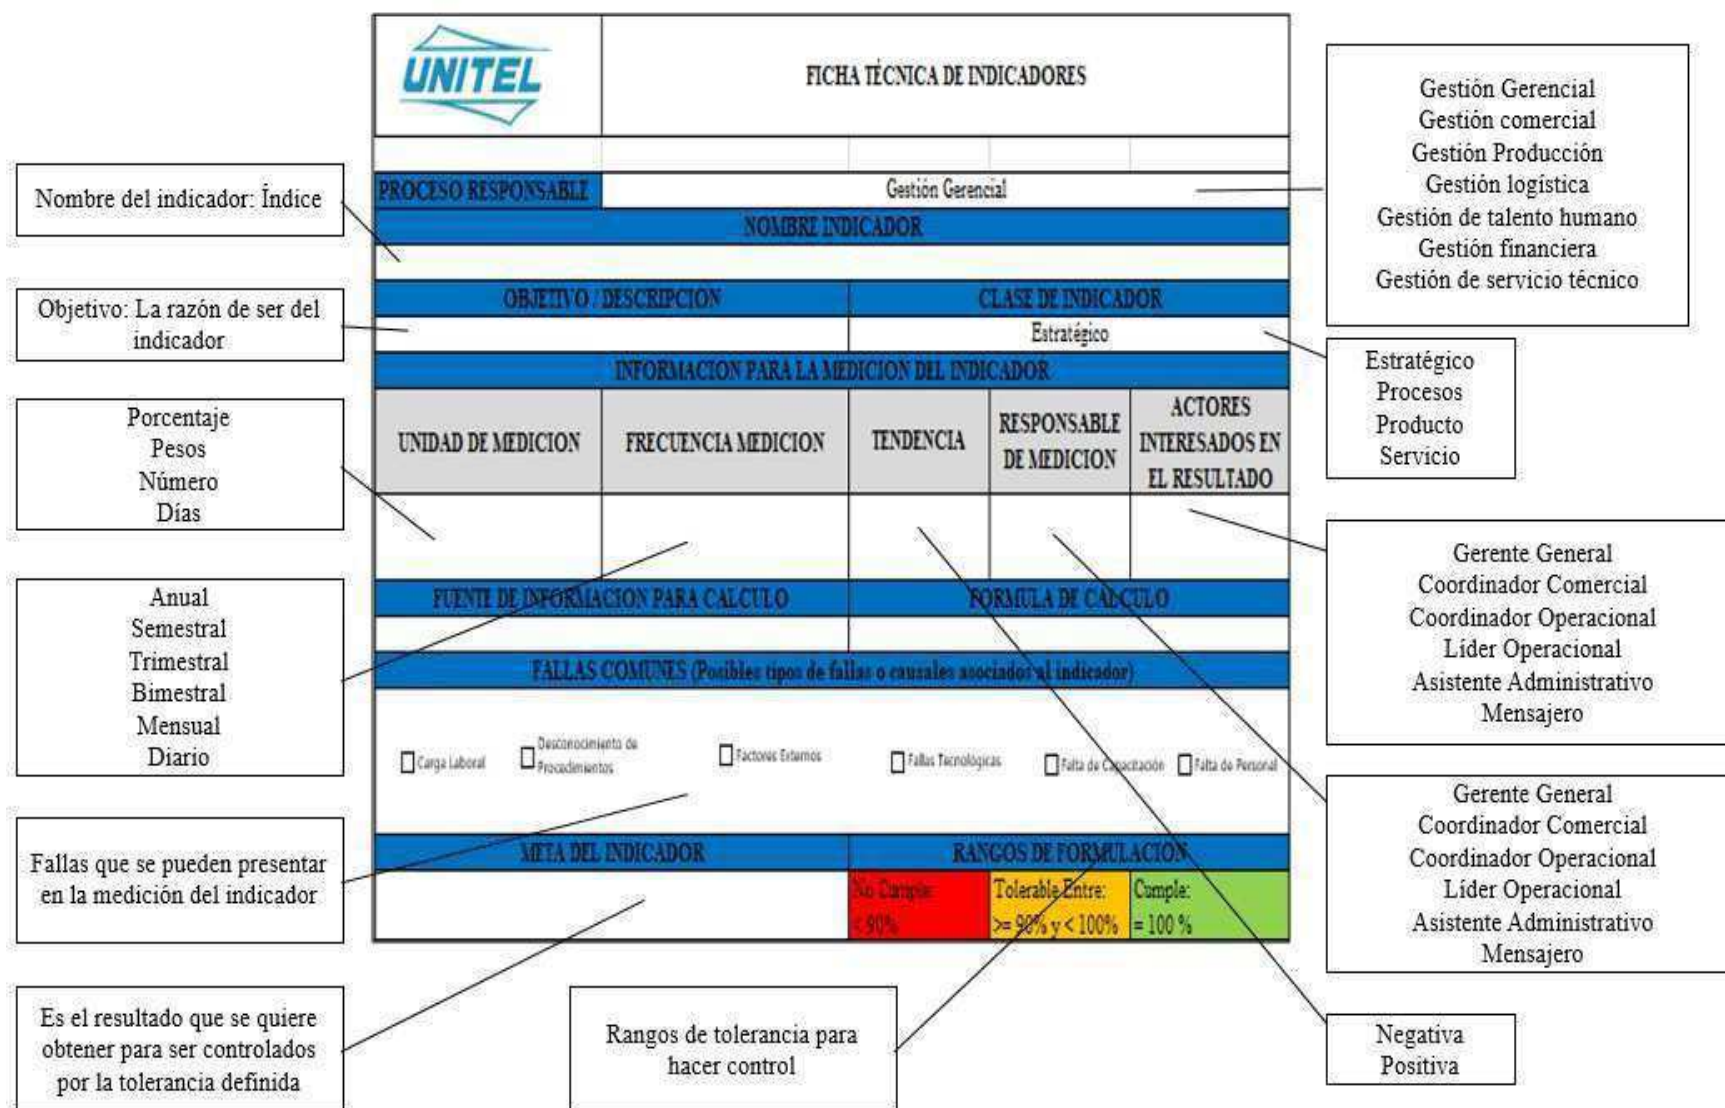 UNITEL
FICHA TÉCNICA DE INDICADORES
PROCESO RESPONSABLE
Gestión Gerencial
NOMBRE INDICADOR
OBJETIVO / DESCRIPCION
CLASE DE INDICADOR
Estratégico
INFORMACION PARA LA MEDICION DEL INDICADOR
UNIDAD DE MEDICION
FRECUENCIA MEDICION
TENDENCIA
RESPONSABLE
DE MEDICION
ACTORES
INTERESADOS EN
EL RESULTADO
FUENTE DE INFORMACION PARA CALCULO
FORMULA DE CALCULO
FALLAS COMUNES (Posibles tipos de fallas o causales asociados al indicador)
Carga Laboral
Desconocimiento de
Procedimientos
Factores Externos
Fallas Tecnológicas
Falta de Capacitación
Falta de Personal
META DEL INDICADOR
RANGOS DE FORMULACION
No Cumple:
< 90%
Tolerable Entre:
>= 90% y < 100%
Cumple:
= 100 %
Nombre del indicador: Índice
Objetivo: La razón de ser del
indicador
Porcentaje
Pesos
Número
Días
Anual
Semestral
Trimestral
Bimestral
Mensual
Diario
Fallas que se pueden presentar
en la medición del indicador
Es el resultado que se quiere
obtener para ser controlados
por la tolerancia definida
Rangos de tolerancia para
hacer control
Gestión Gerencial
Gestión comercial
Gestión Producción
Gestión logística
Gestión de talento humano
Gestión financiera
Gestión de servicio técnico
Estratégico
Procesos
Producto
Servicio
Gerente General
Coordinador Comercial
Coordinador Operacional
Líder Operacional
Asistente Administrativo
Mensajero
Gerente General
Coordinador Comercial
Coordinador Operacional
Líder Operacional
Asistente Administrativo
Mensajero
Negativa
Positiva